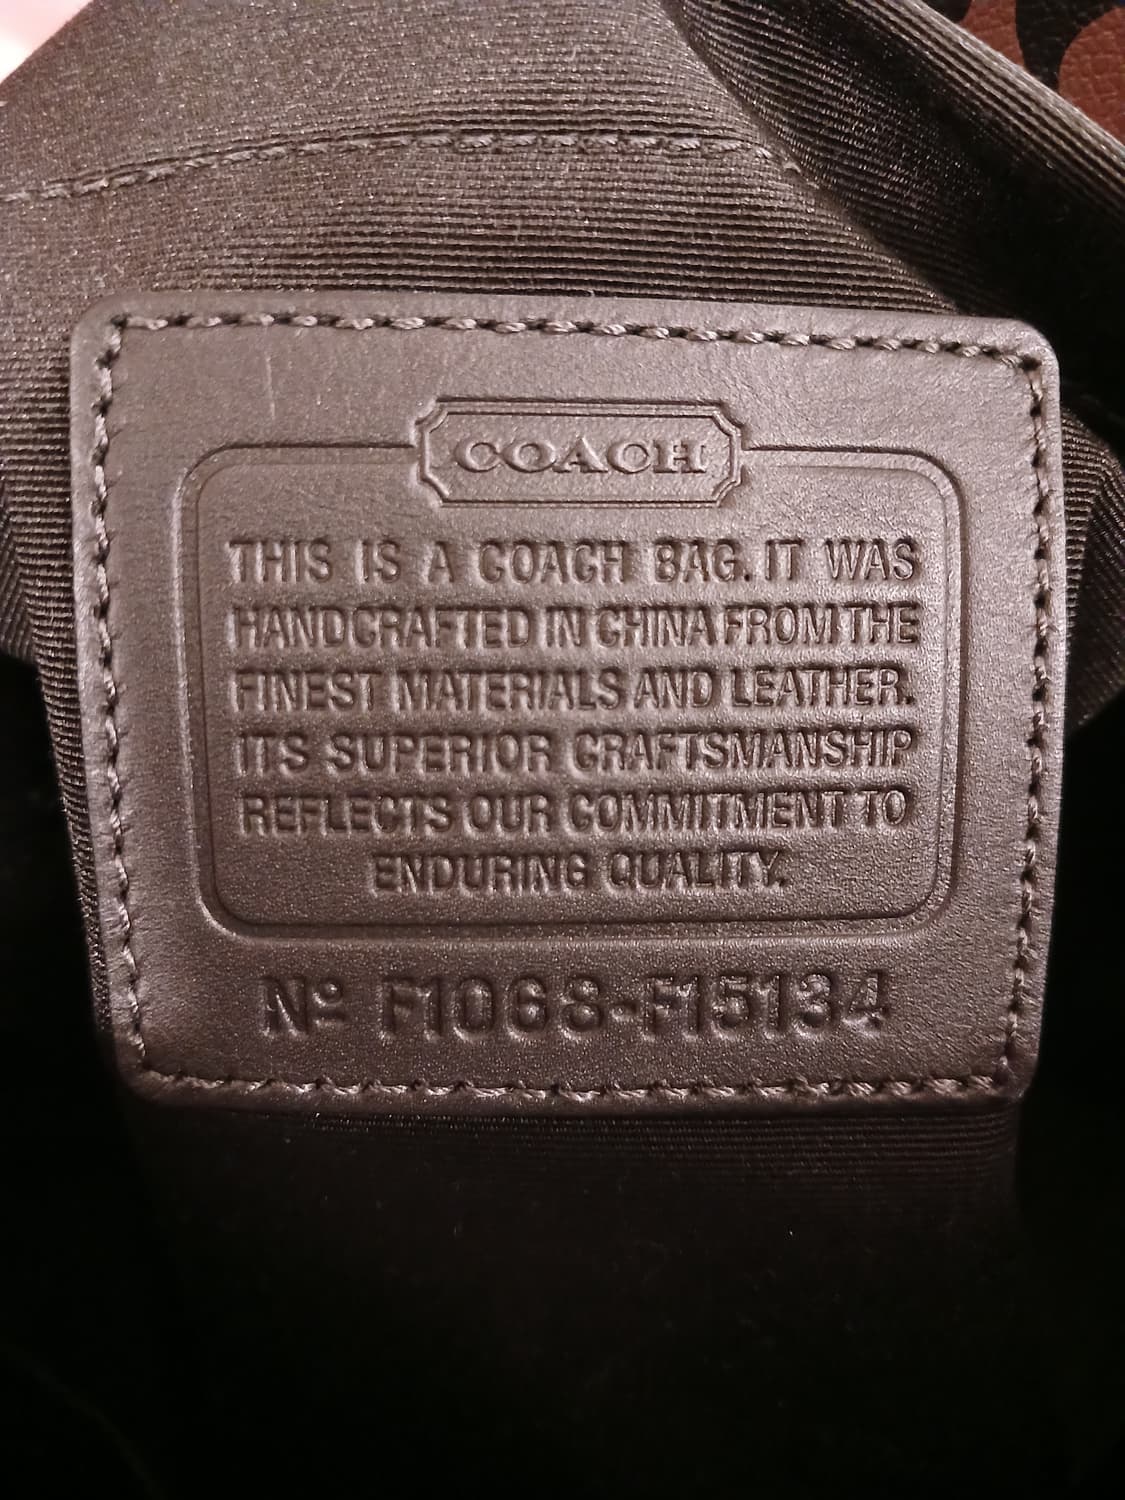 COACH
THIS IS A COACH BAG. IT WAS
HANDCRAFTED IN CHINA FROM THE
FINEST MATERIALS AND LEATHER.
ITS SUPERIOR CRAFTSMANSHIP
REFLECTS OUR COMMITMENT TO
ENDURING QUALITY.
Nº F1068-F15134